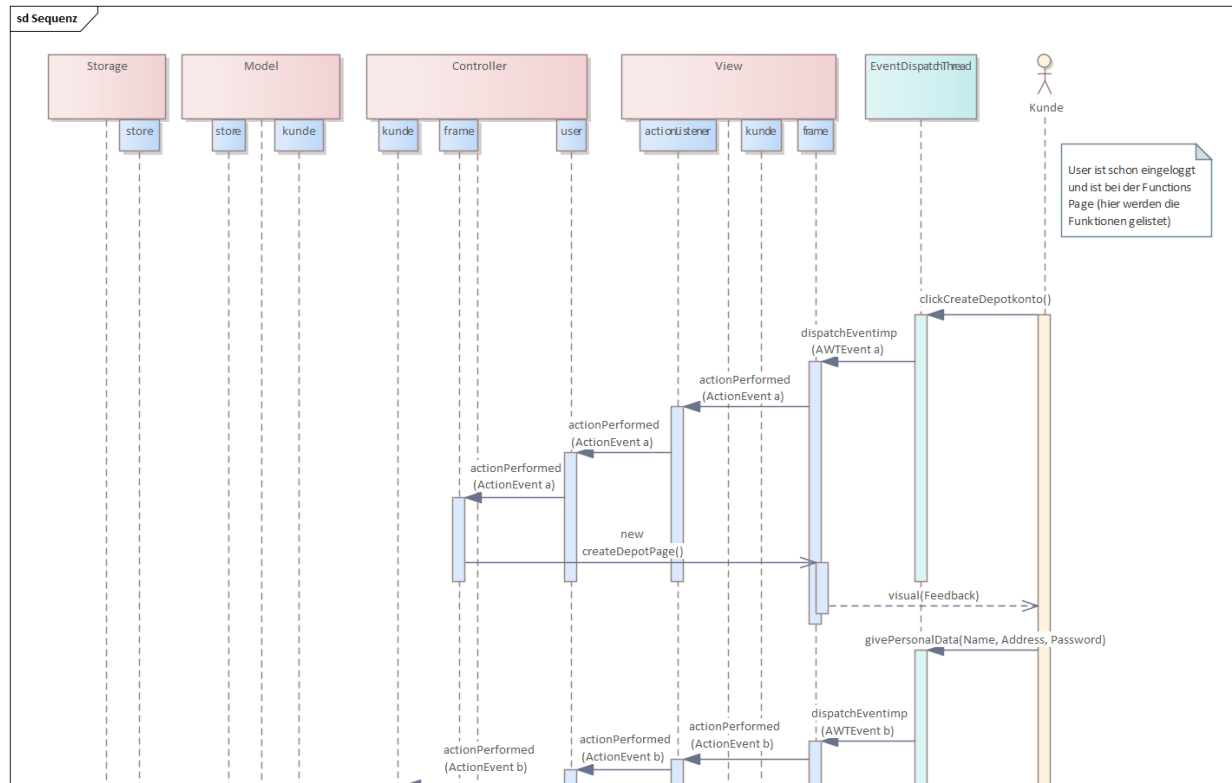 sd Sequenz
Storage
Model
Controller
View
EventDispatchThread
Kunde
store
store
kunde
kunde
frame
user
actionListener
kunde
frame
User ist schon eingeloggt
und ist bei der Functions
Page (hier werden die
Funktionen gelistet)
clickCreateDepotkonto()
dispatchEventimp
(AWTEvent a)
actionPerformed
(ActionEvent a)
actionPerformed
(ActionEvent a)
actionPerformed
(ActionEvent a)
new
createDepotPage()
visual(Feedback)
givePersonalData(Name, Address, Password)
dispatchEventimp
(AWTEvent b)
actionPerformed
(ActionEvent b)
actionPerformed
(ActionEvent b)
actionPerformed
(ActionEvent b)